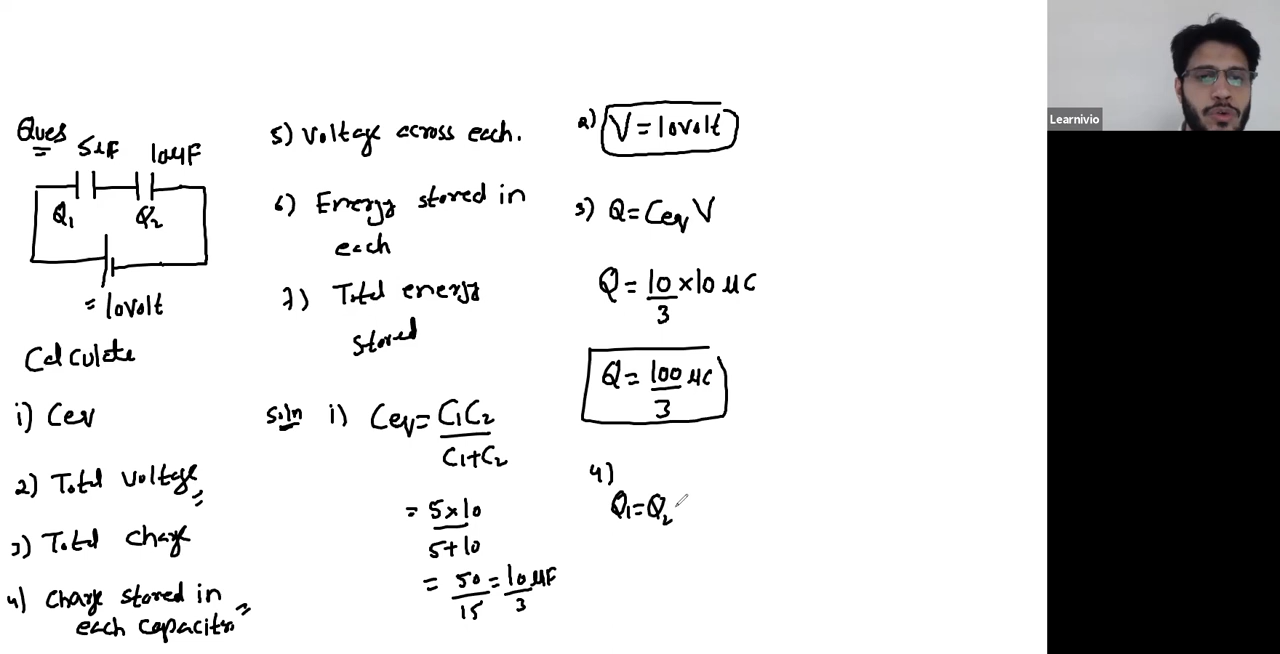 Ques
5μF 10μF
Q₁ Q₂
= 10volt
Calculate
i) Ceq
2) Total voltage
3) Total charge
4) Charge stored in
each capacitor
5) Voltage across each.
6) Energy stored in
each
7) Total energy
stored
Soln i) Ceq = C₁C₂ / C₁+C₂
= 5×10 / 5+10
= 50/15 = 10/3 μF
2) V = 10volt
3) Q = Ceq V
Q = 10/3 × 10 μC
Q = 100/3 μC
4)
Q₁ = Q₂
Learnivio